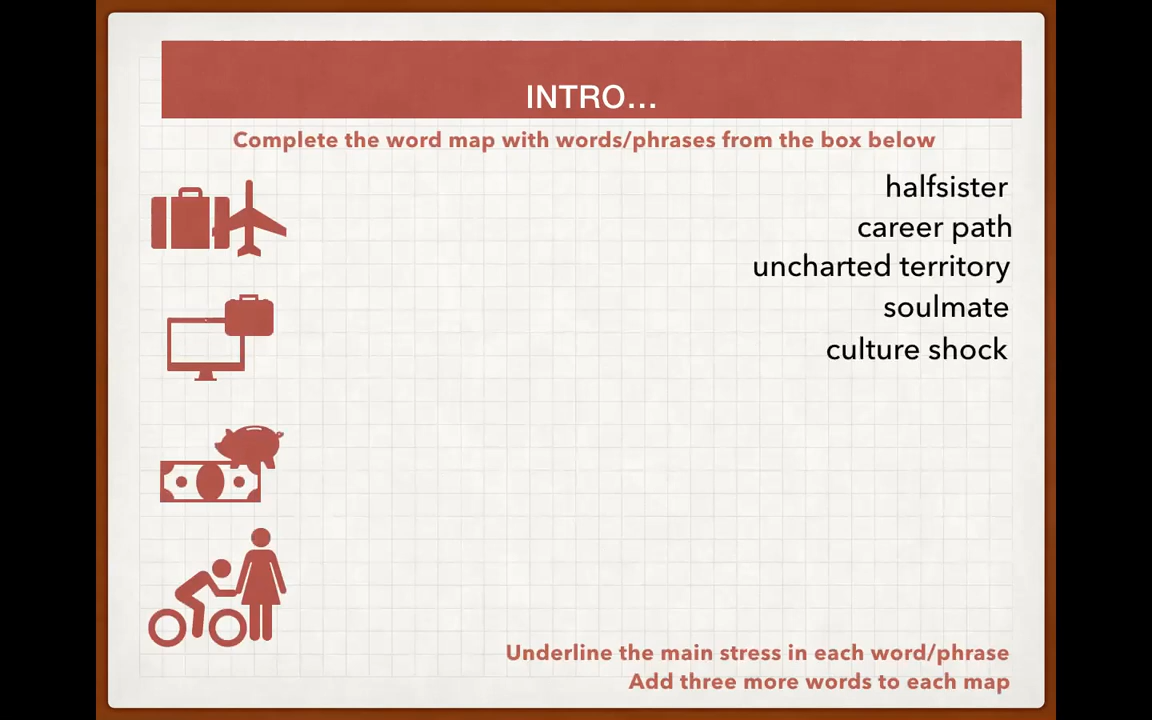 INTRO...
Complete the word map with words/phrases from the box below
halfsister
career path
uncharted territory
soulmate
culture shock
Underline the main stress in each word/phrase
Add three more words to each map